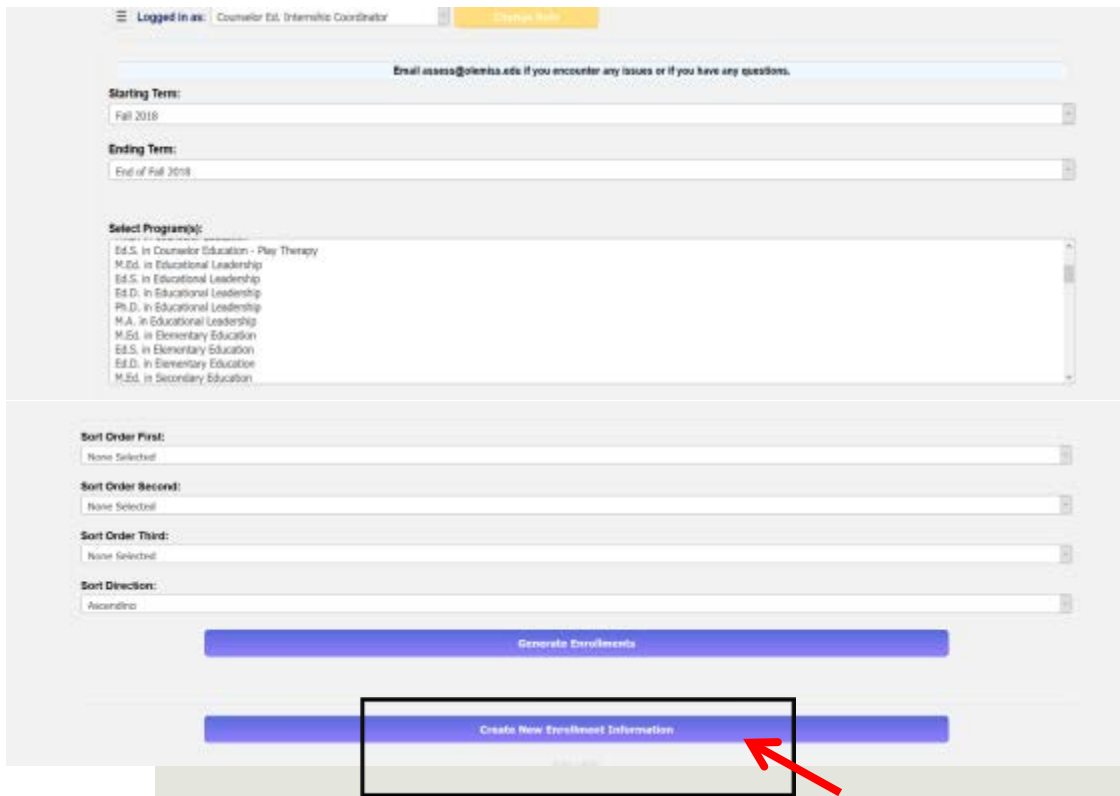 Logged in as: Counselor Ed. Internship Coordinator
Change Role
Email assess@olemiss.edu if you encounter any issues or if you have any questions.
Starting Term:
Fall 2018
Ending Term:
End of Fall 2018
Select Program(s):
Ed.S. in Counselor Education - Play Therapy
M.Ed. in Educational Leadership
Ed.S. in Educational Leadership
Ed.D. in Educational Leadership
Ph.D. in Educational Leadership
M.A. in Educational Leadership
M.Ed. in Elementary Education
Ed.S. in Elementary Education
Ed.D. in Elementary Education
M.Ed. in Secondary Education
Sort Order First:
None Selected
Sort Order Second:
None Selected
Sort Order Third:
None Selected
Sort Direction:
Ascending
Generate Enrollments
Create New Enrollment Information